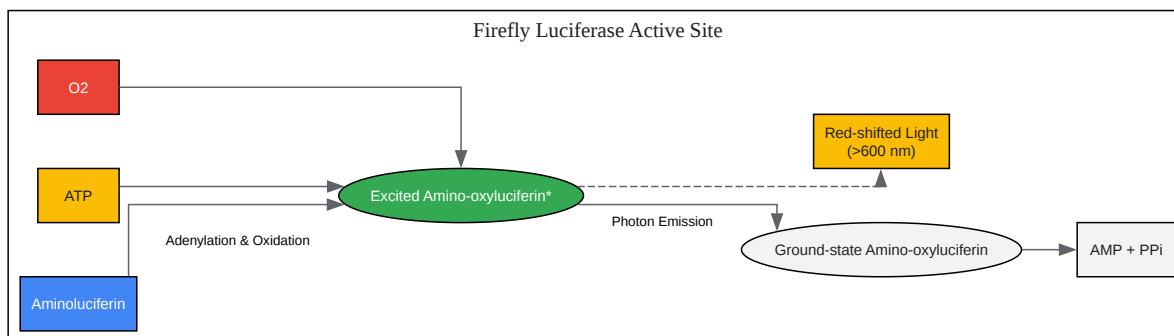 Firefly Luciferase Active Site
O2
Red-shifted Light
(>600 nm)
ATP
Excited Amino-oxyluciferin*
Photon Emission
Adenylation & Oxidation
Ground-state Amino-oxyluciferin
AMP + PPi
Aminoluciferin